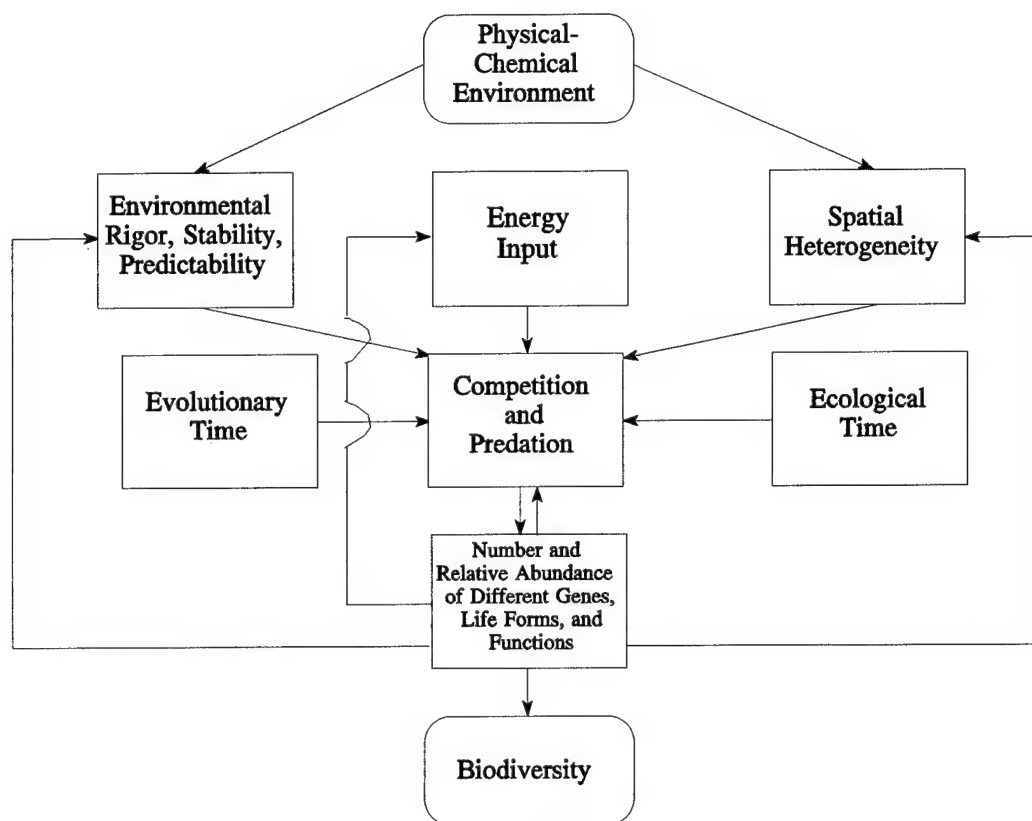 Physical-
Chemical
Environment
Environmental
Rigor, Stability,
Predictability
Energy
Input
Spatial
Heterogeneity
Evolutionary
Time
Competition
and
Predation
Ecological
Time
Number and
Relative Abundance
of Different Genes,
Life Forms, and
Functions
Biodiversity